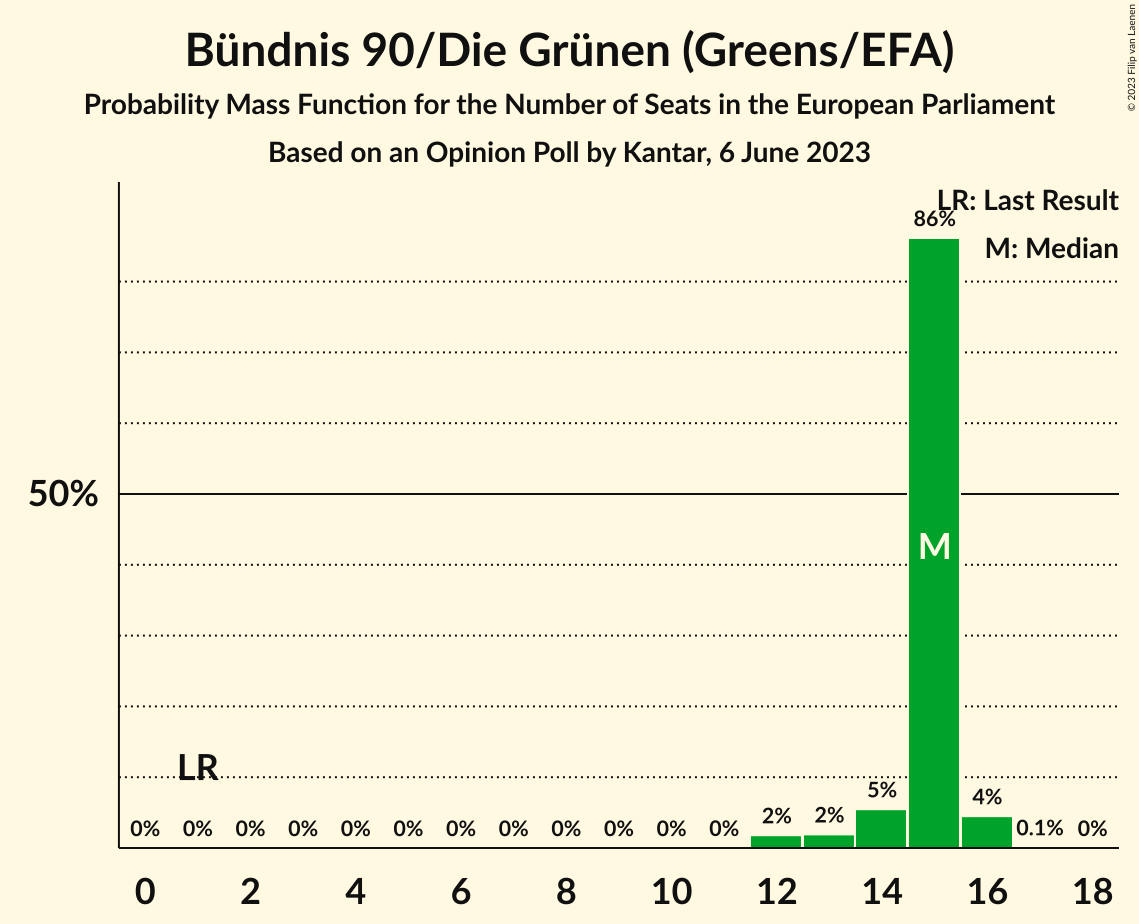 Bündnis 90/Die Grünen (Greens/EFA)
Probability Mass Function for the Number of Seats in the European Parliament
Based on an Opinion Poll by Kantar, 6 June 2023
© 2023 Filip van Laenen
LR: Last Result
M: Median
86%
50%
M
LR
0% 0% 0% 0% 0% 0% 0% 0% 0% 0% 0% 0% 2% 2% 5% 4% 0.1% 0%
0 2 4 6 8 10 12 14 16 18